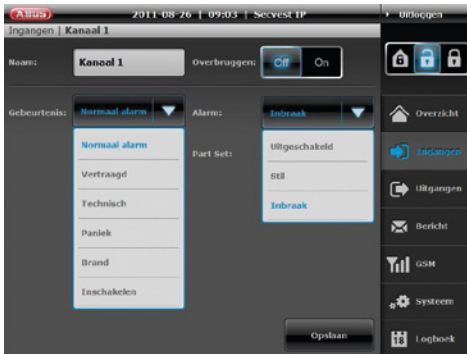 ABUS
2011-08-26 | 09:03 | Secvest IP
Uitloggen
Ingangen | Kanaal 1
Naam:
Kanaal 1
Overbruggen:
Off
On
Gebeurtenis:
Normaal alarm
Alarm:
Inbraak
Normaal alarm
Vertraagd
Technisch
Paniek
Brand
Inschakelen
Part Set:
Uitgeschakeld
Stil
Inbraak
Opslaan
Overzicht
Ingangen
Uitgangen
Bericht
GSM
Systeem
18
Logboek